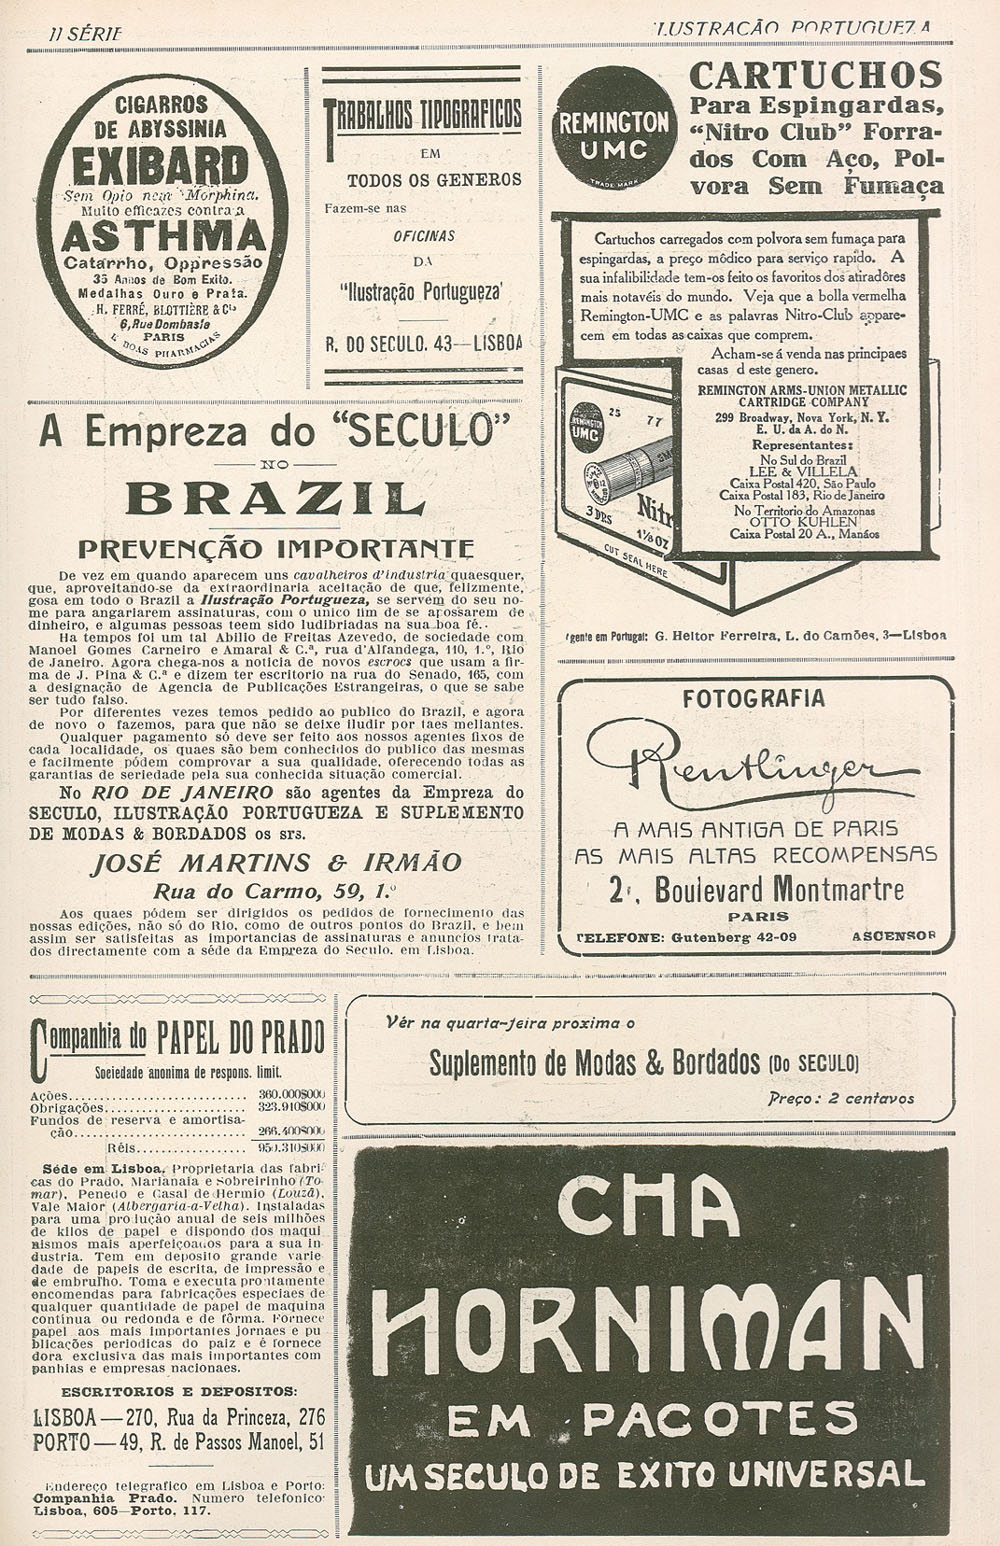 II SÉRIE
ILUSTRAÇÃO PORTUGUEZA
CIGARROS
DE ABYSSINIA
EXIBARD
Sem Opio nem Morphina.
Muito efficazes contra a
ASTHMA
Catarrho, Oppressão
35 Annos de Bom Exito.
Medalhas Ouro e Prata.
H. FERRÉ, BLOTTIÈRE & Cie
6, Rue Dombasle
PARIS
BOAS PHARMACIAS
TRABALHOS TIPOGRAFICOS
EM
TODOS OS GENEROS
Fazem-se nas
OFICINAS
DA
"Ilustração Portugueza'
R. DO SECULO, 43—LISBOA
REMINGTON
UMC
TRADE MARK
CARTUCHOS
Para Espingardas,
"Nitro Club" Forra-
dos Com Aço, Pol-
vora Sem Fumaça
Cartuchos carregados com polvora sem fumaça para
espingardas, a preço módico para serviço rapido. A
sua infalibilidade tem-os feito os favoritos dos atiradôres
mais notavéis do mundo. Veja que a bolla vermelha
Remington-UMC e as palavras Nitro-Club appare-
cem em todas as caixas que comprem.
Acham-se á venda nas principaes
casas d este genero.
REMINGTON ARMS-UNION METALLIC
CARTRIDGE COMPANY
299 Broadway, Nova York, N. Y.
E. U. da A. do N.
Representantes:
No Sul do Brazil
LEE & VILLELA
Caixa Postal 420, São Paulo
Caixa Postal 183, Rio de Janeiro
No Territorio do Amazonas
OTTO KUHLEN
Caixa Postal 20 A., Manáos
25 77
REMINGTON
UMC
Nitr
3 DRS
1⅛ OZ
CUT SEAL HERE
gente em Portugal: G. Heitor Ferreira, L. do Camões, 3—Lisboa
A Empreza do "SECULO"
NO
BRAZIL
PREVENÇÃO IMPORTANTE
De vez em quando aparecem uns cavalheiros d'industria quaesquer,
que, aproveitando-se da extraordinaria aceitação de que, felizmente,
gosa em todo o Brazil a Ilustração Portugueza, se servem do seu no-
me para angariarem assinaturas, com o unico fim de se apossarem de
dinheiro, e algumas pessoas teem sido ludibriadas na sua boa fé.
Ha tempos foi um tal Abilio de Freitas Azevedo, de sociedade com
Manoel Gomes Carneiro e Amaral & C.ª, rua d'Alfandega, 110, 1.º, Rio
de Janeiro. Agora chega-nos a noticia de novos escrocs que usam a fir-
ma de J. Pina & C.ª e dizem ter escritorio na rua do Senado, 165, com
a designação de Agencia de Publicações Estrangeiras, o que se sabe
ser tudo falso.
Por diferentes vezes temos pedido ao publico do Brazil, e agora
de novo o fazemos, para que não se deixe iludir por taes meliantes.
Qualquer pagamento só deve ser feito aos nossos agentes fixos de
cada localidade, os quaes são bem conhecidos do publico das mesmas
e facilmente pódem comprovar a sua qualidade, oferecendo todas as
garantias de seriedade pela sua conhecida situação comercial.
No RIO DE JANEIRO são agentes da Empreza do
SECULO, ILUSTRAÇÃO PORTUGUEZA E SUPLEMENTO
DE MODAS & BORDADOS os srs.
JOSÉ MARTINS & IRMÃO
Rua do Carmo, 59, 1.º
Aos quaes pódem ser dirigidos os pedidos de fornecimento das
nossas edições, não só do Rio, como de outros pontos do Brazil, e bem
assim ser satisfeitas as importancias de assinaturas e anuncios trata-
dos directamente com a séde da Empreza do Seculo, em Lisboa.
FOTOGRAFIA
Reutlinger
A MAIS ANTIGA DE PARIS
AS MAIS ALTAS RECOMPENSAS
Boulevard Montmartre
PARIS
TELEFONE: Gutenberg 42-09 ASCENSOR
Companhia do PAPEL DO PRADO
Sociedade anonima de respons. limit.
Ações........................ 360.000$000
Obrigações.................. 323.910$000
Fundos de reserva e amortisa-
ção........................ 266.400$000
Réis.................. 950.310$000
Séde em Lisboa. Proprietaria das fabri-
cas do Prado, Marianaia e Sobreirinho (To-
mar), Penedo e Casal de Hermio (Louzã),
Vale Maior (Albergaria-a-Velha). Instaladas
para uma produção anual de seis milhões
de kilos de papel e dispondo dos maqui
nismos mais aperfeiçoados para a sua in-
dustria. Tem em deposito grande varie
dade de papeis de escrita, de impressão e
de embrulho. Toma e executa prontamente
encomendas para fabricações especiaes de
qualquer quantidade de papel de maquina
continua ou redonda e de fôrma. Fornece
papel aos mais importantes jornaes e pu
blicações periodicas do paiz e é fornece
dora exclusiva das mais importantes com
panhias e empresas nacionaes.
ESCRITORIOS E DEPOSITOS:
LISBOA—270, Rua da Princeza, 276
PORTO—49, R. de Passos Manoel, 51
Endereço telegrafico em Lisboa e Porto:
Companhia Prado. Numero telefonico
Lisboa, 605—Porto, 117.
Vêr na quarta-feira proxima o
Suplemento de Modas & Bordados (Do SECULO)
Preço: 2 centavos
CHA
HORNIMAN
EM PACOTES
UM SECULO DE EXITO UNIVERSAL